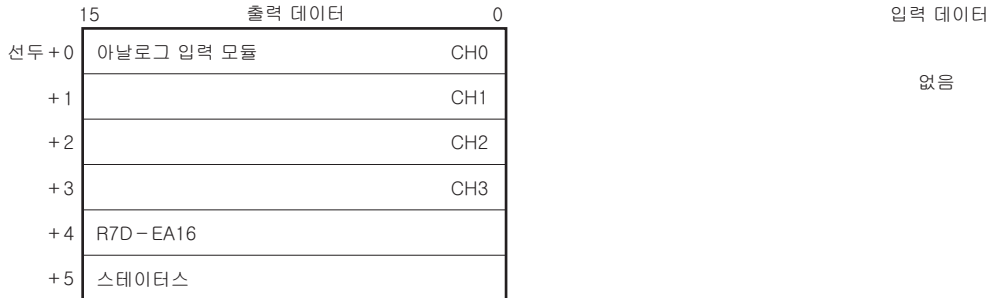 15 출력 데이터 0 입력 데이터
선두+0 아날로그 입력 모듈 CH0
없음
+1 CH1
+2 CH2
+3 CH3
+4 R7D-EA16
+5 스테이터스